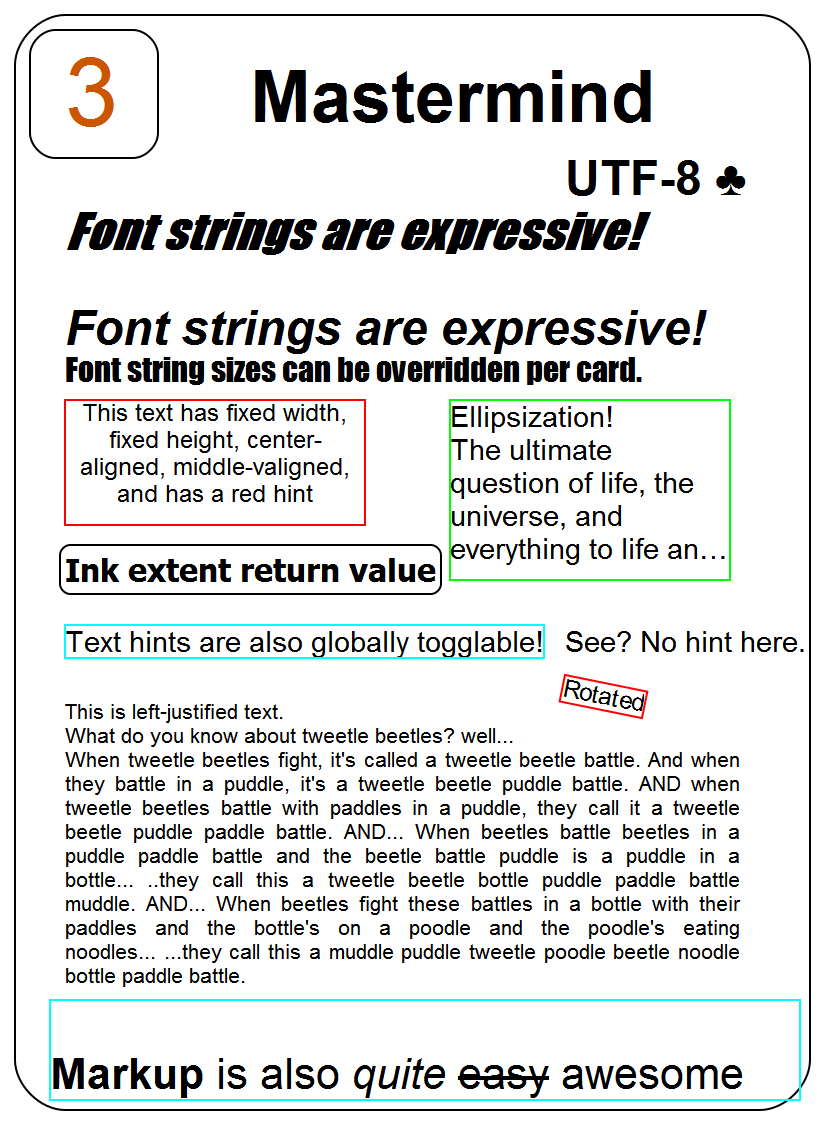 3
Mastermind
UTF-8 ♣
Font strings are expressive!
Font strings are expressive!
Font string sizes can be overridden per card.
This text has fixed width,
fixed height, center-
aligned, middle-valigned,
and has a red hint
Ellipsization!
The ultimate
question of life, the
universe, and
everything to life an…
Ink extent return value
Text hints are also globally togglable!
See? No hint here.
Rotated
This is left-justified text.
What do you know about tweetle beetles? well...
When tweetle beetles fight, it's called a tweetle beetle battle. And when
they battle in a puddle, it's a tweetle beetle puddle battle. AND when
tweetle beetles battle with paddles in a puddle, they call it a tweetle
beetle puddle paddle battle. AND... When beetles battle beetles in a
puddle paddle battle and the beetle battle puddle is a puddle in a
bottle... ..they call this a tweetle beetle bottle puddle paddle battle
muddle. AND... When beetles fight these battles in a bottle with their
paddles and the bottle's on a poodle and the poodle's eating
noodles... ...they call this a muddle puddle tweetle poodle beetle noodle
bottle paddle battle.
Markup is also quite easy awesome